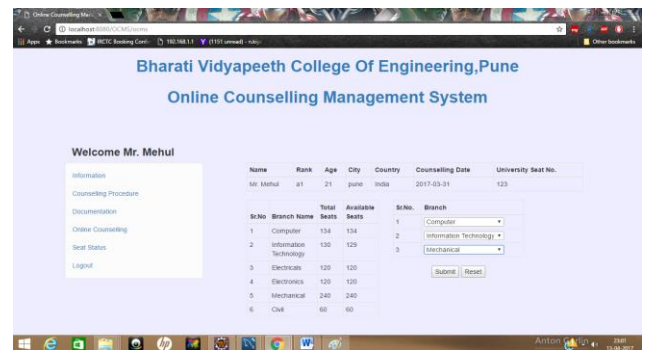 Online Counselling Man
localhost:8080/OCMS/ocms
Apps Bookmarks IRCTC Booking Conf 192.168.1.1 (1151 unread) Other bookmarks
Bharati Vidyapeeth College Of Engineering,Pune
Online Counselling Management System
Welcome Mr. Mehul
Information
Counselling Procedure
Documentation
Online Counselling
Seat Status
Logout
Name Rank Age City Country Counselling Date University Seat No.
Mr. Mehul a1 21 pune India 2017-03-31 123
Sr.No Branch Name Total Seats Available Seats
1 Computer 134 134
2 Information Technology 130 129
3 Electricals 120 120
4 Electronics 120 120
5 Mechanical 240 240
6 Civil 60 60
Sr.No. Branch
1 Computer
2 Information Technology
3 Mechanical
Submit Reset
23:01